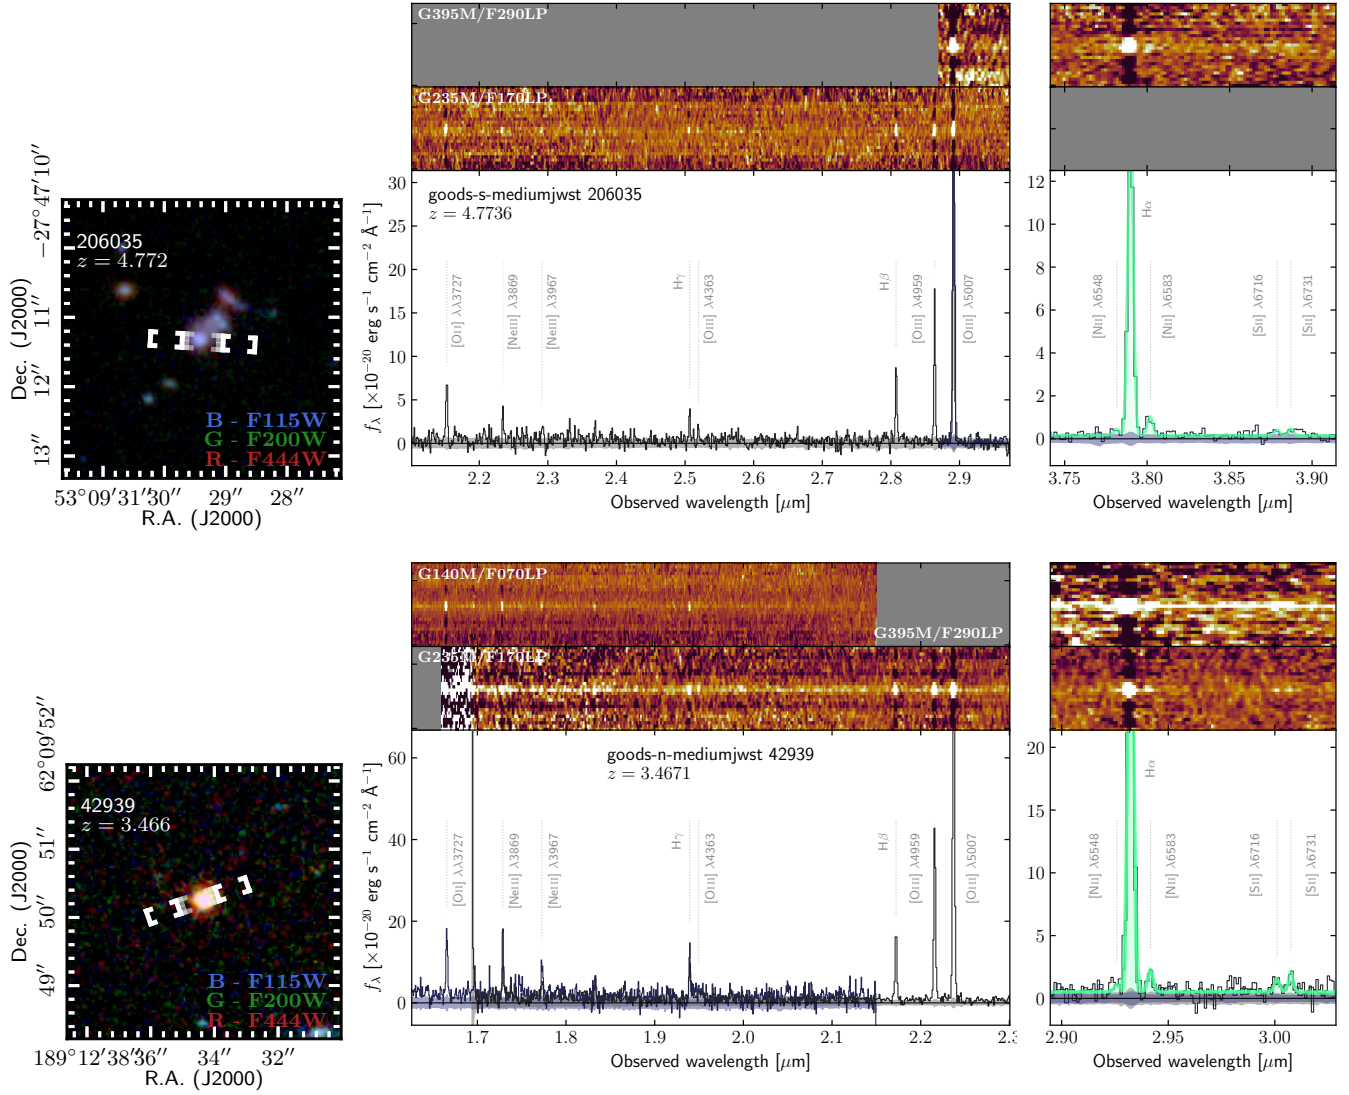 G395M/F290LP
G235M/F170LP
goods-s-mediumjwst 206035
z = 4.7736
[OII] λλ3727
[NeIII] λ3869
[NeIII] λ3967
Hγ
[OIII] λ4363
Hβ
[OIII] λ4959
[OIII] λ5007
30
25
20
15
10
5
0
fλ [×10⁻²⁰ erg s⁻¹ cm⁻² Å⁻¹]
2.2 2.3 2.4 2.5 2.6 2.7 2.8 2.9
Observed wavelength [μm]
12
10
8
6
4
2
0
[NII] λ6548
Hα
[NII] λ6583
[SII] λ6716
[SII] λ6731
3.75 3.80 3.85 3.90
Observed wavelength [μm]
206035
z = 4.772
B - F115W
G - F200W
R - F444W
−27°47′10″
11″
12″
13″
Dec. (J2000)
53°09′31″ 30″ 29″ 28″
R.A. (J2000)
G140M/F070LP
G395M/F290LP
G235M/F170LP
goods-n-mediumjwst 42939
z = 3.4671
[OII] λλ3727
[NeIII] λ3869
[NeIII] λ3967
Hγ
[OIII] λ4363
Hβ
[OIII] λ4959
[OIII] λ5007
60
40
20
0
fλ [×10⁻²⁰ erg s⁻¹ cm⁻² Å⁻¹]
1.7 1.8 1.9 2.0 2.1 2.2 2.3
Observed wavelength [μm]
20
15
10
5
0
[NII] λ6548
Hα
[NII] λ6583
[SII] λ6716
[SII] λ6731
2.90 2.95 3.00
Observed wavelength [μm]
42939
z = 3.466
B - F115W
G - F200W
R - F444W
62°09′52″
51″
50″
49″
Dec. (J2000)
189°12′38″ 36″ 34″ 32″
R.A. (J2000)